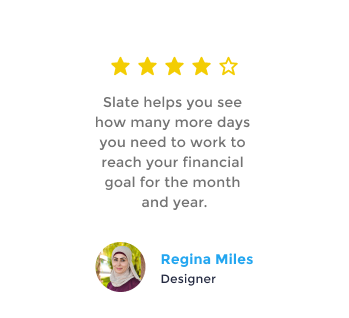 Slate helps you see
how many more days
you need to work to
reach your financial
goal for the month
and year.
Regina Miles
Designer